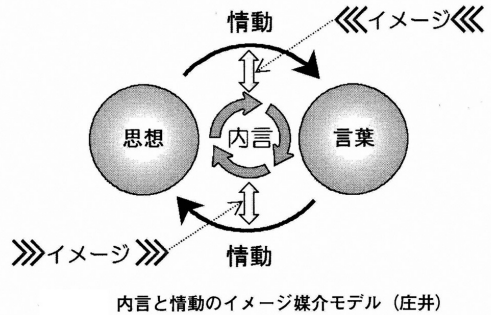 情動
イメージ
思想
内言
言葉
イメージ
情動
内言と情動のイメージ媒介モデル（庄井）